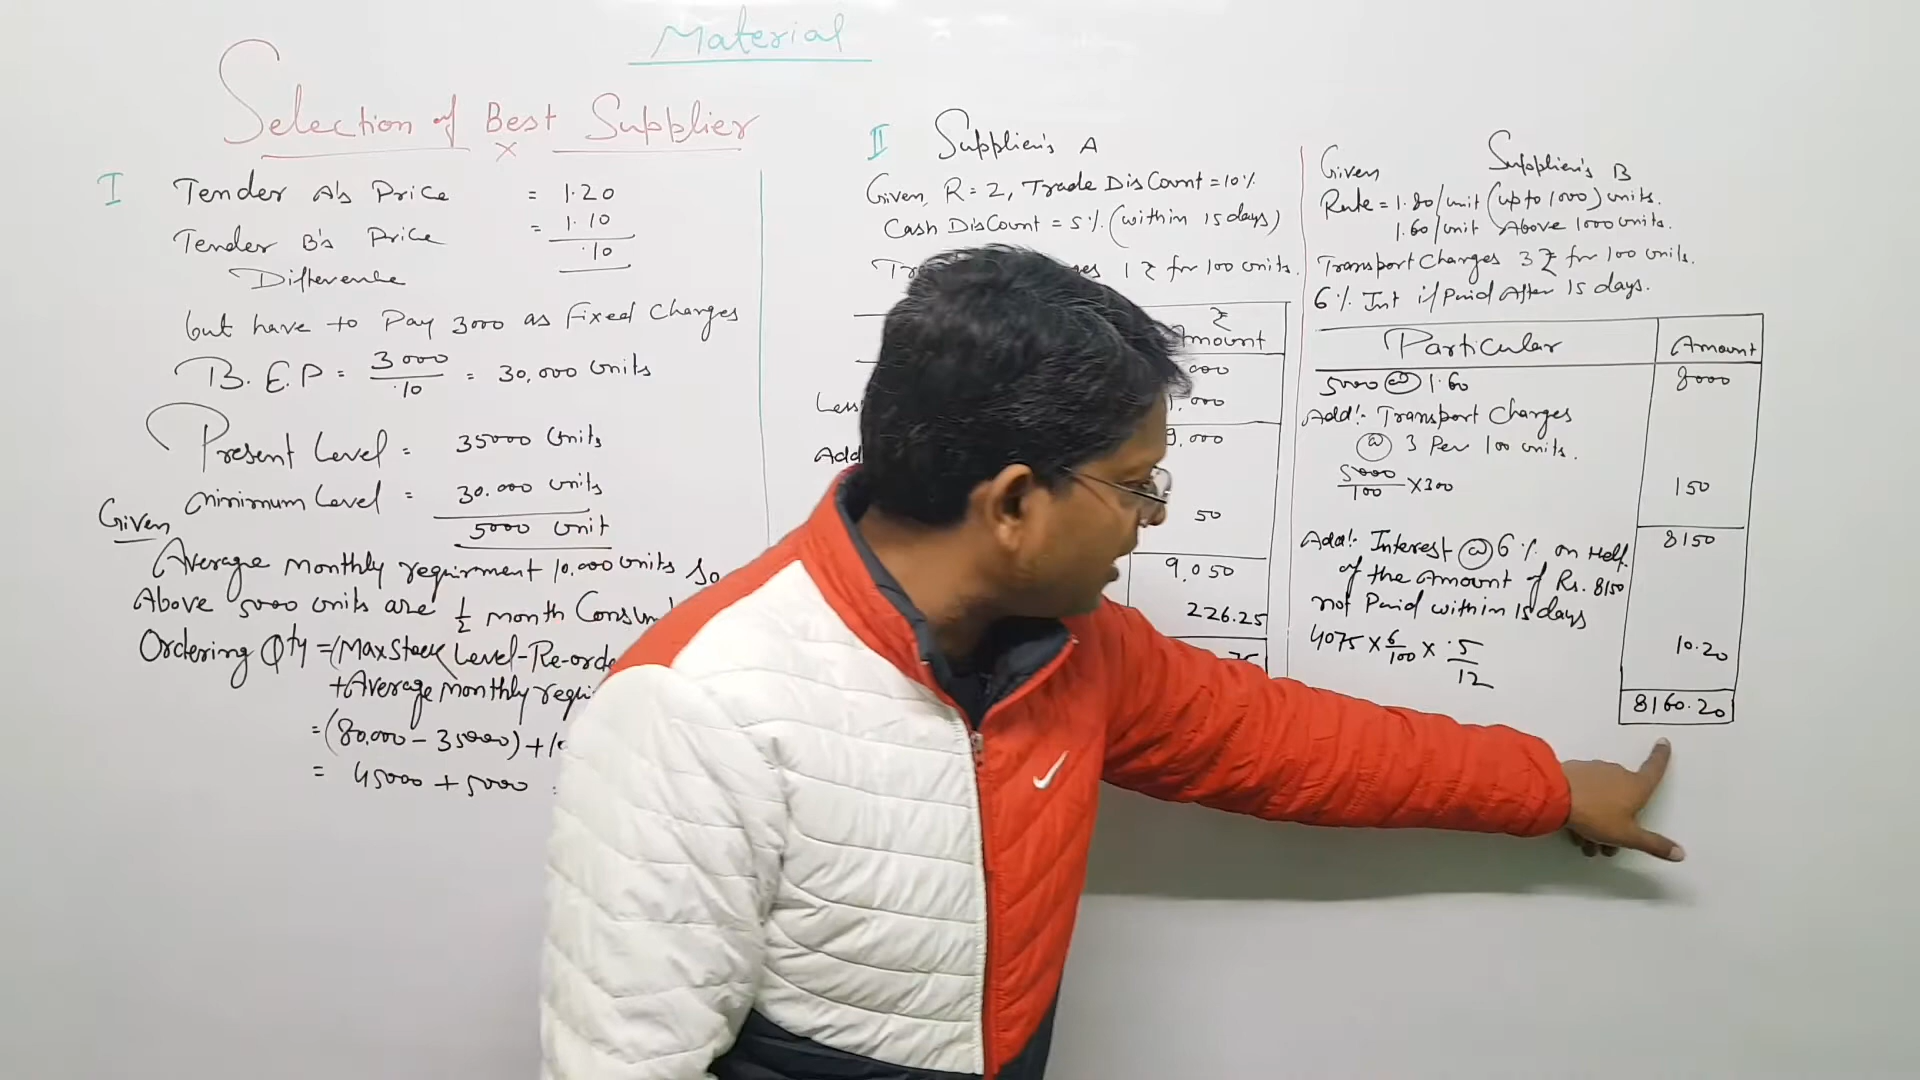 Material
Selection of Best Supplier
×
I
Tender A's Price = 1.20
Tender B's Price = 1.10
Difference .10
but have to Pay 3000 as Fixed Charges
B.E.P = 3000/.10 = 30,000 Units
Present Level = 35000 Units
Minimum Level = 30.000 units
5000 Unit
Given
Average monthly requirment 10.000 units So
Above 5000 units are 1/2 month
Ordering Qty = (Max Stock Level-Re-orde
+Average Monthly requi
= (80.000 - 35000) +
= 45000 + 5000
II Supplier's A
Given, R = 2, Trade DisCount = 10%
Cash DisCount = 5% (within 15 days)
1 ₹ for 100 units.
₹
Amount
000
1,000
Less
9,000
Add
50
9,050
226.25
Supplier's B
Given
Rate = 1.80/unit (up to 1000) units.
1.60/unit Above 1000 units.
Transport Charges 3 ₹ for 100 units.
6% Int if Paid After 15 days.
Particular Amount
5000 @ 1.60 8000
Add:- Transport Charges
@ 3 Per 100 units.
5000/100 × 300 150
8150
Add:- Interest @ 6% on Half
of the Amount of Rs. 8150
not Paid within 15 days
4075 × 6/100 × .5/12 10.20
8160.20